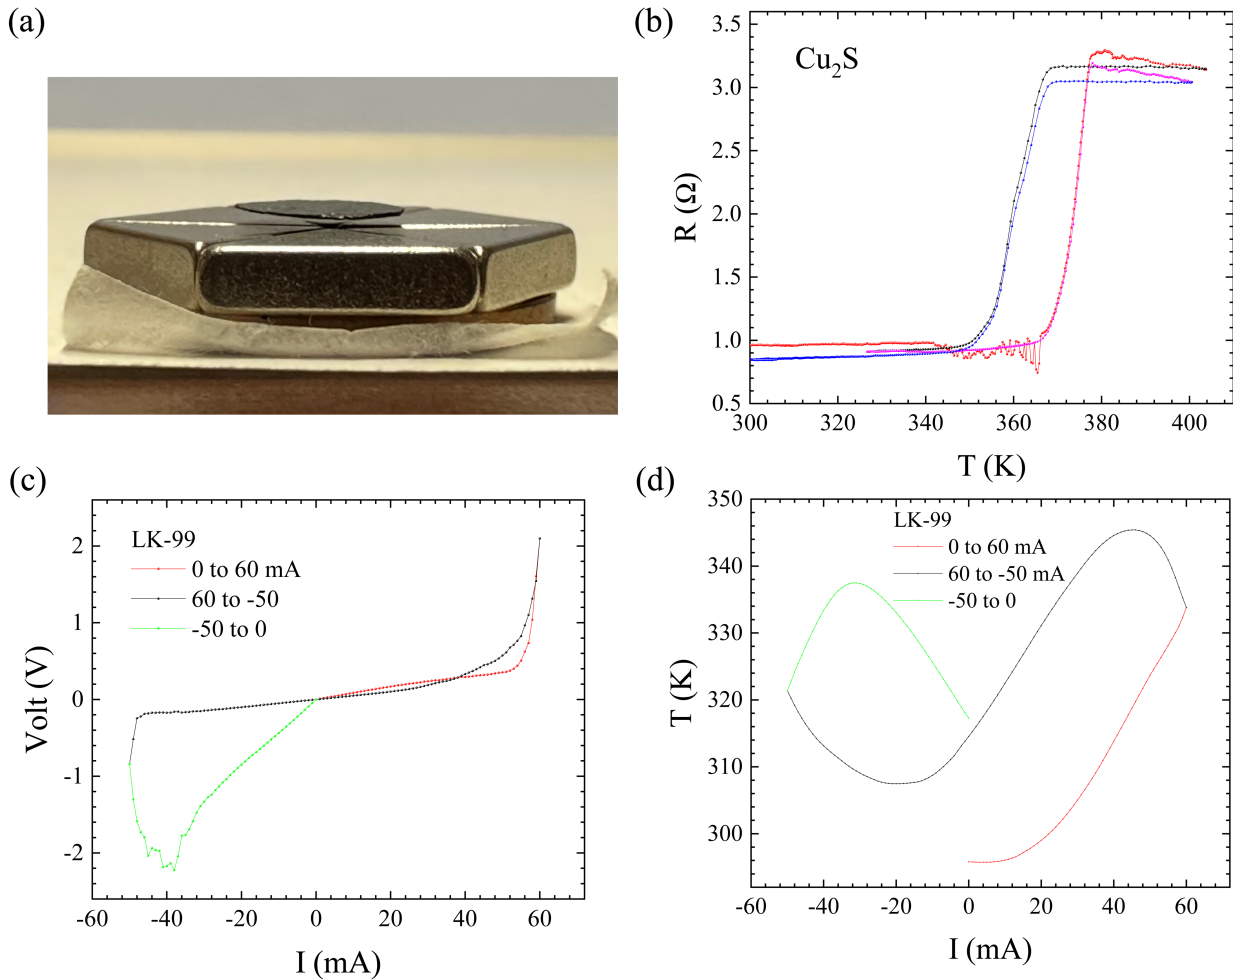 (a)
(b)
Cu₂S
R (Ω)
3.5
3.0
2.5
2.0
1.5
1.0
0.5
300
320
340
360
380
400
T (K)
(c)
LK-99
0 to 60 mA
60 to -50
-50 to 0
Volt (V)
2
1
0
-1
-2
-60
-40
-20
0
20
40
60
I (mA)
(d)
LK-99
0 to 60 mA
60 to -50 mA
-50 to 0
T (K)
350
340
330
320
310
300
-60
-40
-20
0
20
40
60
I (mA)